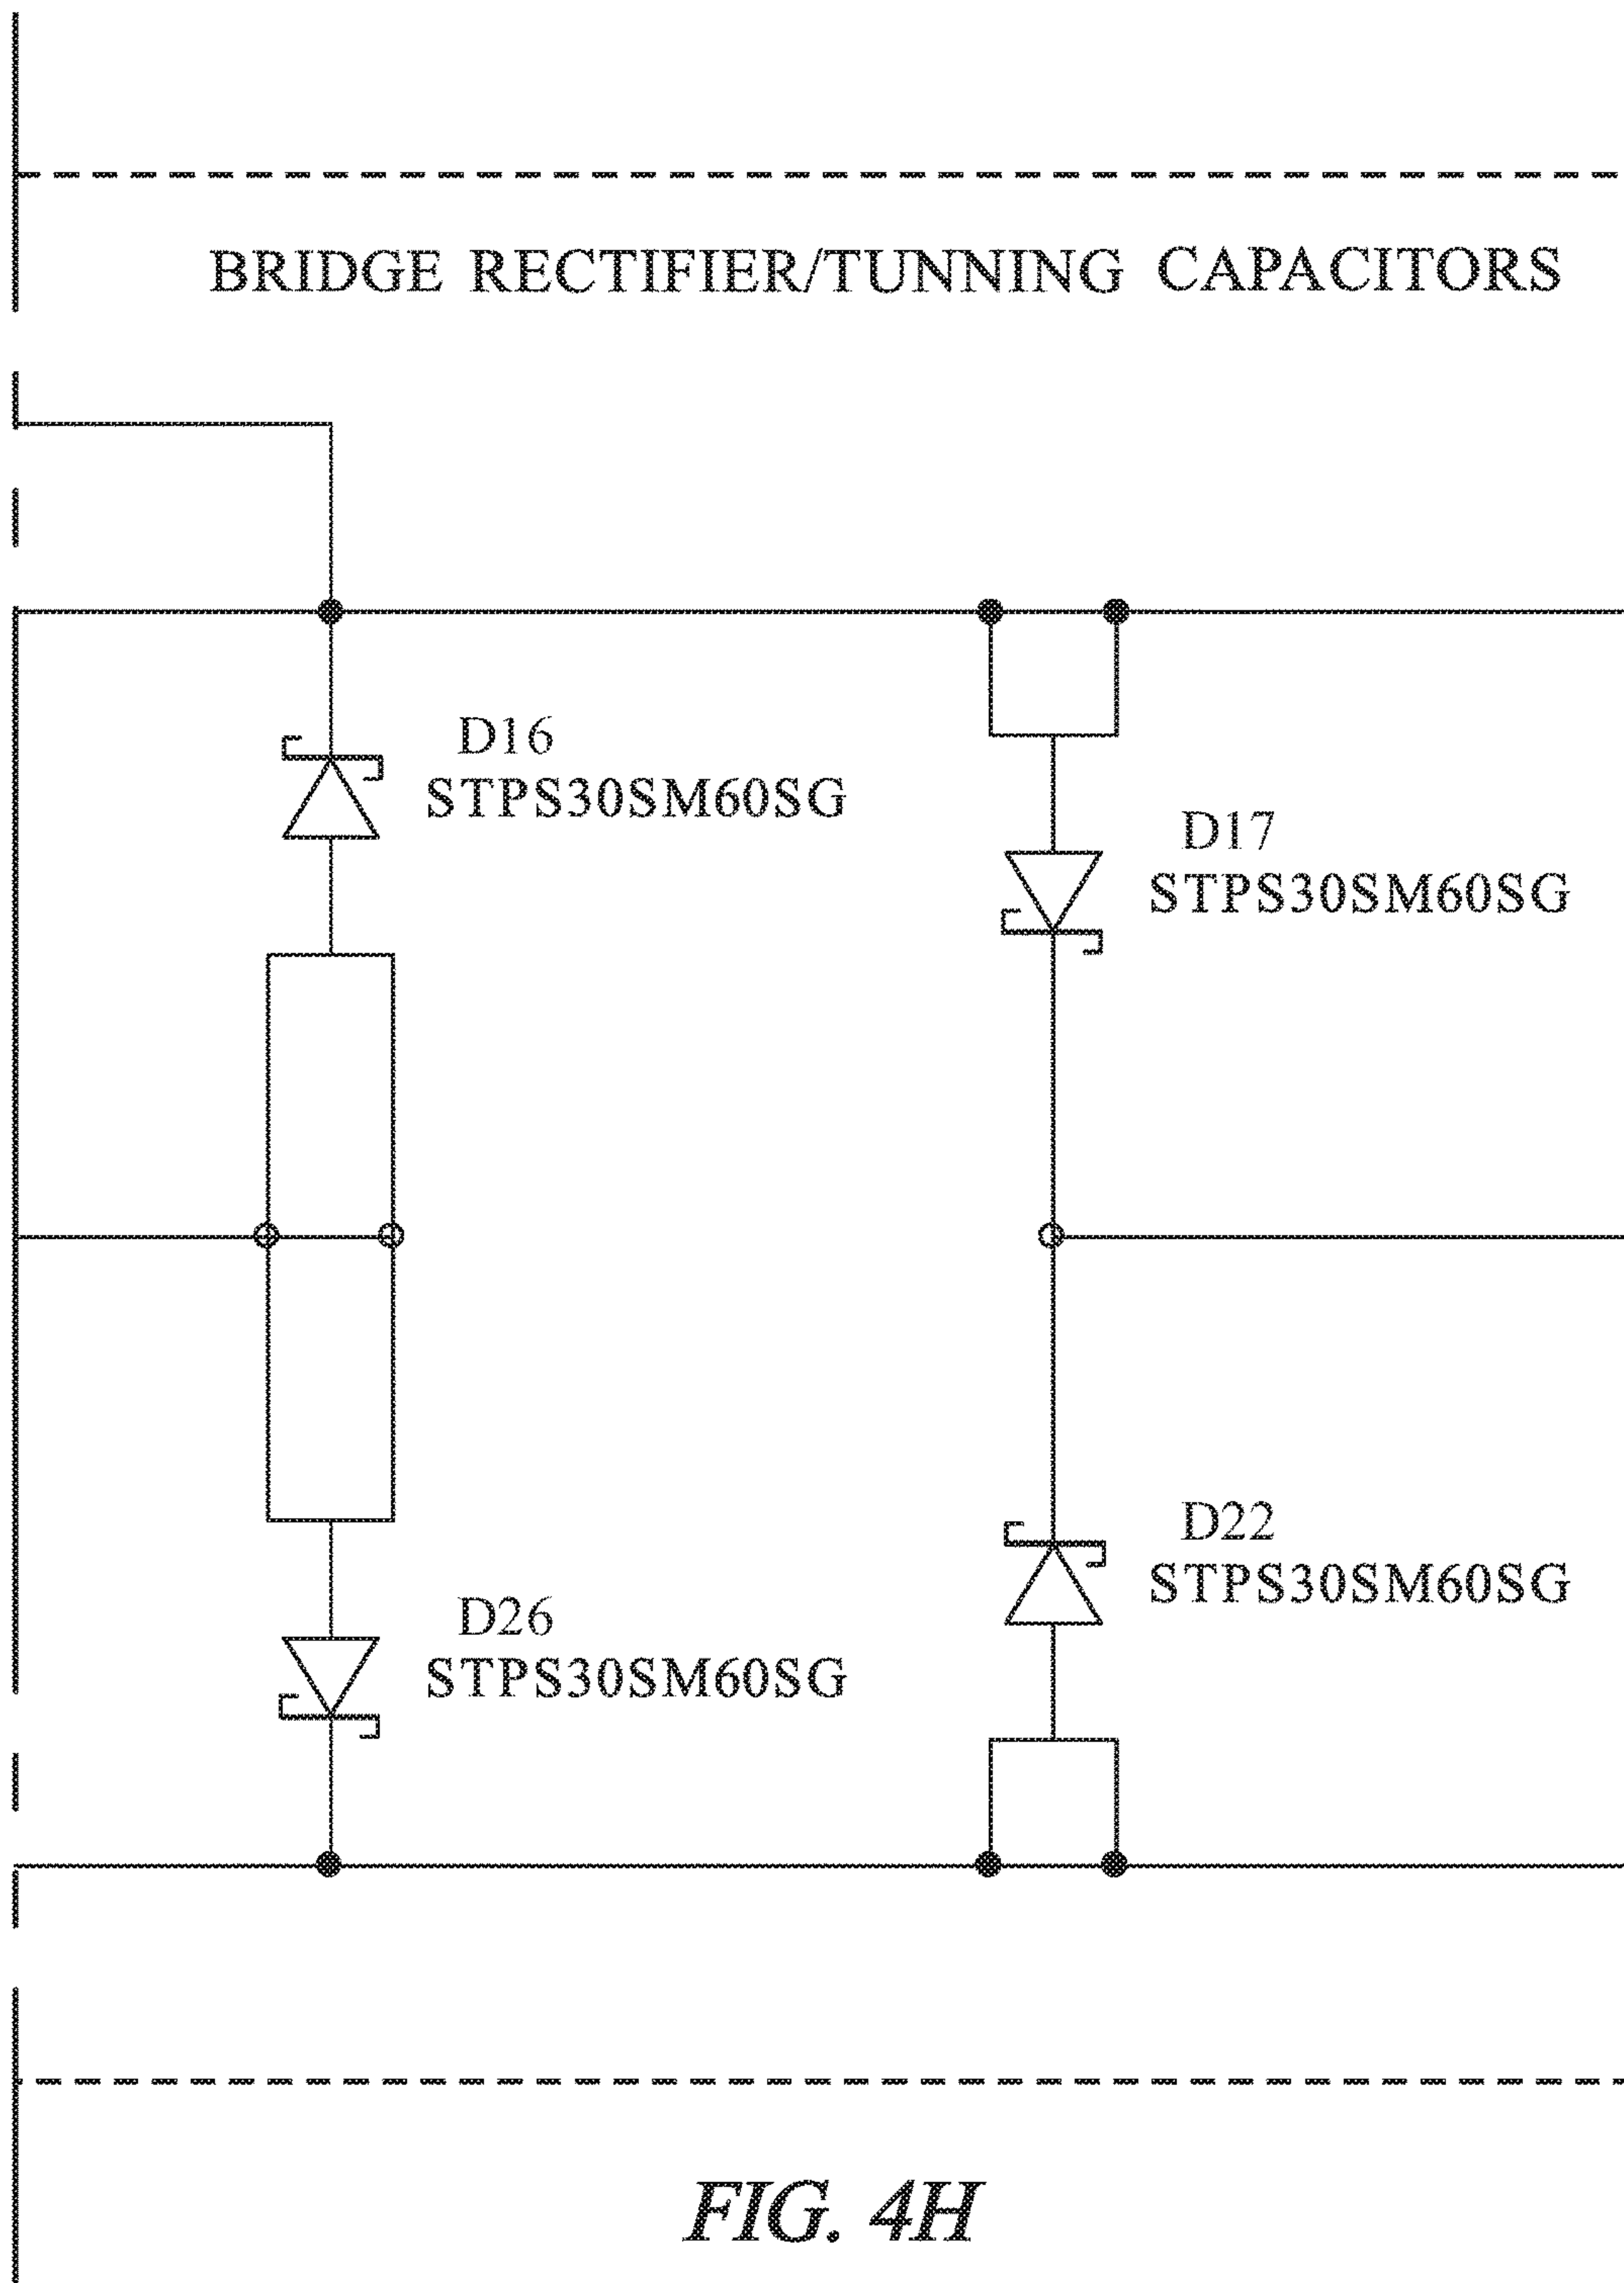 BRIDGE RECTIFIER/TUNNING CAPACITORS
D16
STPS30SM60SG
D17
STPS30SM60SG
D22
STPS30SM60SG
D26
STPS30SM60SG
FIG. 4H